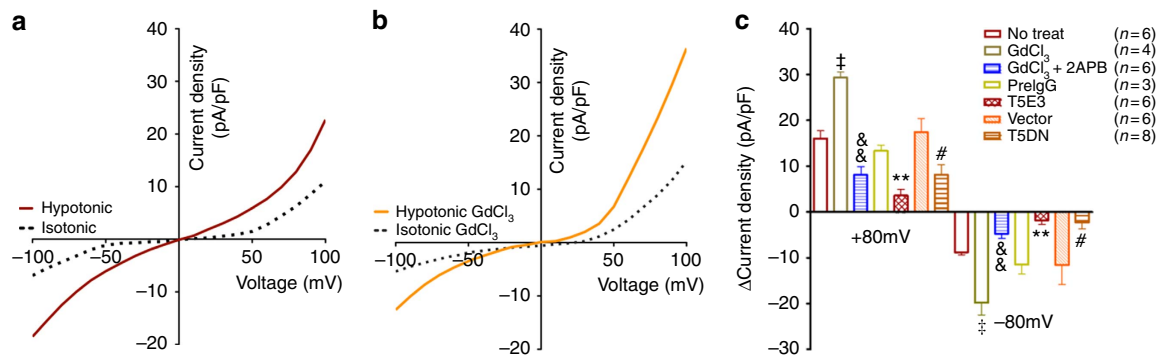 a
40
30
20
10
−10
−20
Current density
(pA/pF)
Hypotonic
Isotonic
−100
−50
50
100
Voltage (mV)
b
40
30
20
10
−10
−20
Current density
(pA/pF)
Hypotonic GdCl3
Isotonic GdCl3
−100
−50
50
100
Voltage (mV)
c
40
30
20
10
0
−10
−20
−30
ΔCurrent density (pA/pF)
No treat (n=6)
GdCl3 (n=4)
GdCl3 + 2APB (n=6)
PreIgG (n=3)
T5E3 (n=6)
Vector (n=6)
T5DN (n=8)
‡
&
&
**
#
+80mV
‡
&
&
**
#
−80mV